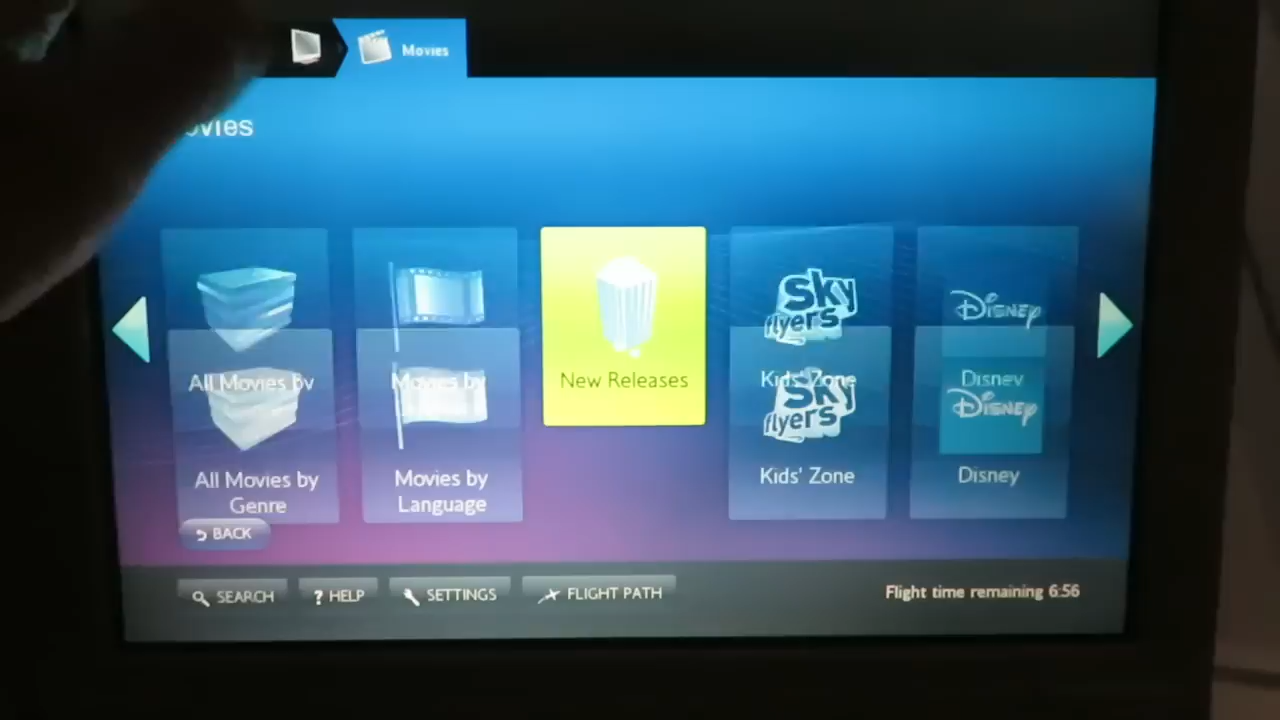 Movies
ovies
sky
flyers
Disney
All Movies by
Movies by
New Releases
Kids' Zone
Disney
sky
flyers
Disney
All Movies by
Genre
Movies by
Language
Kids' Zone
Disney
BACK
SEARCH
? HELP
SETTINGS
FLIGHT PATH
Flight time remaining 6:56